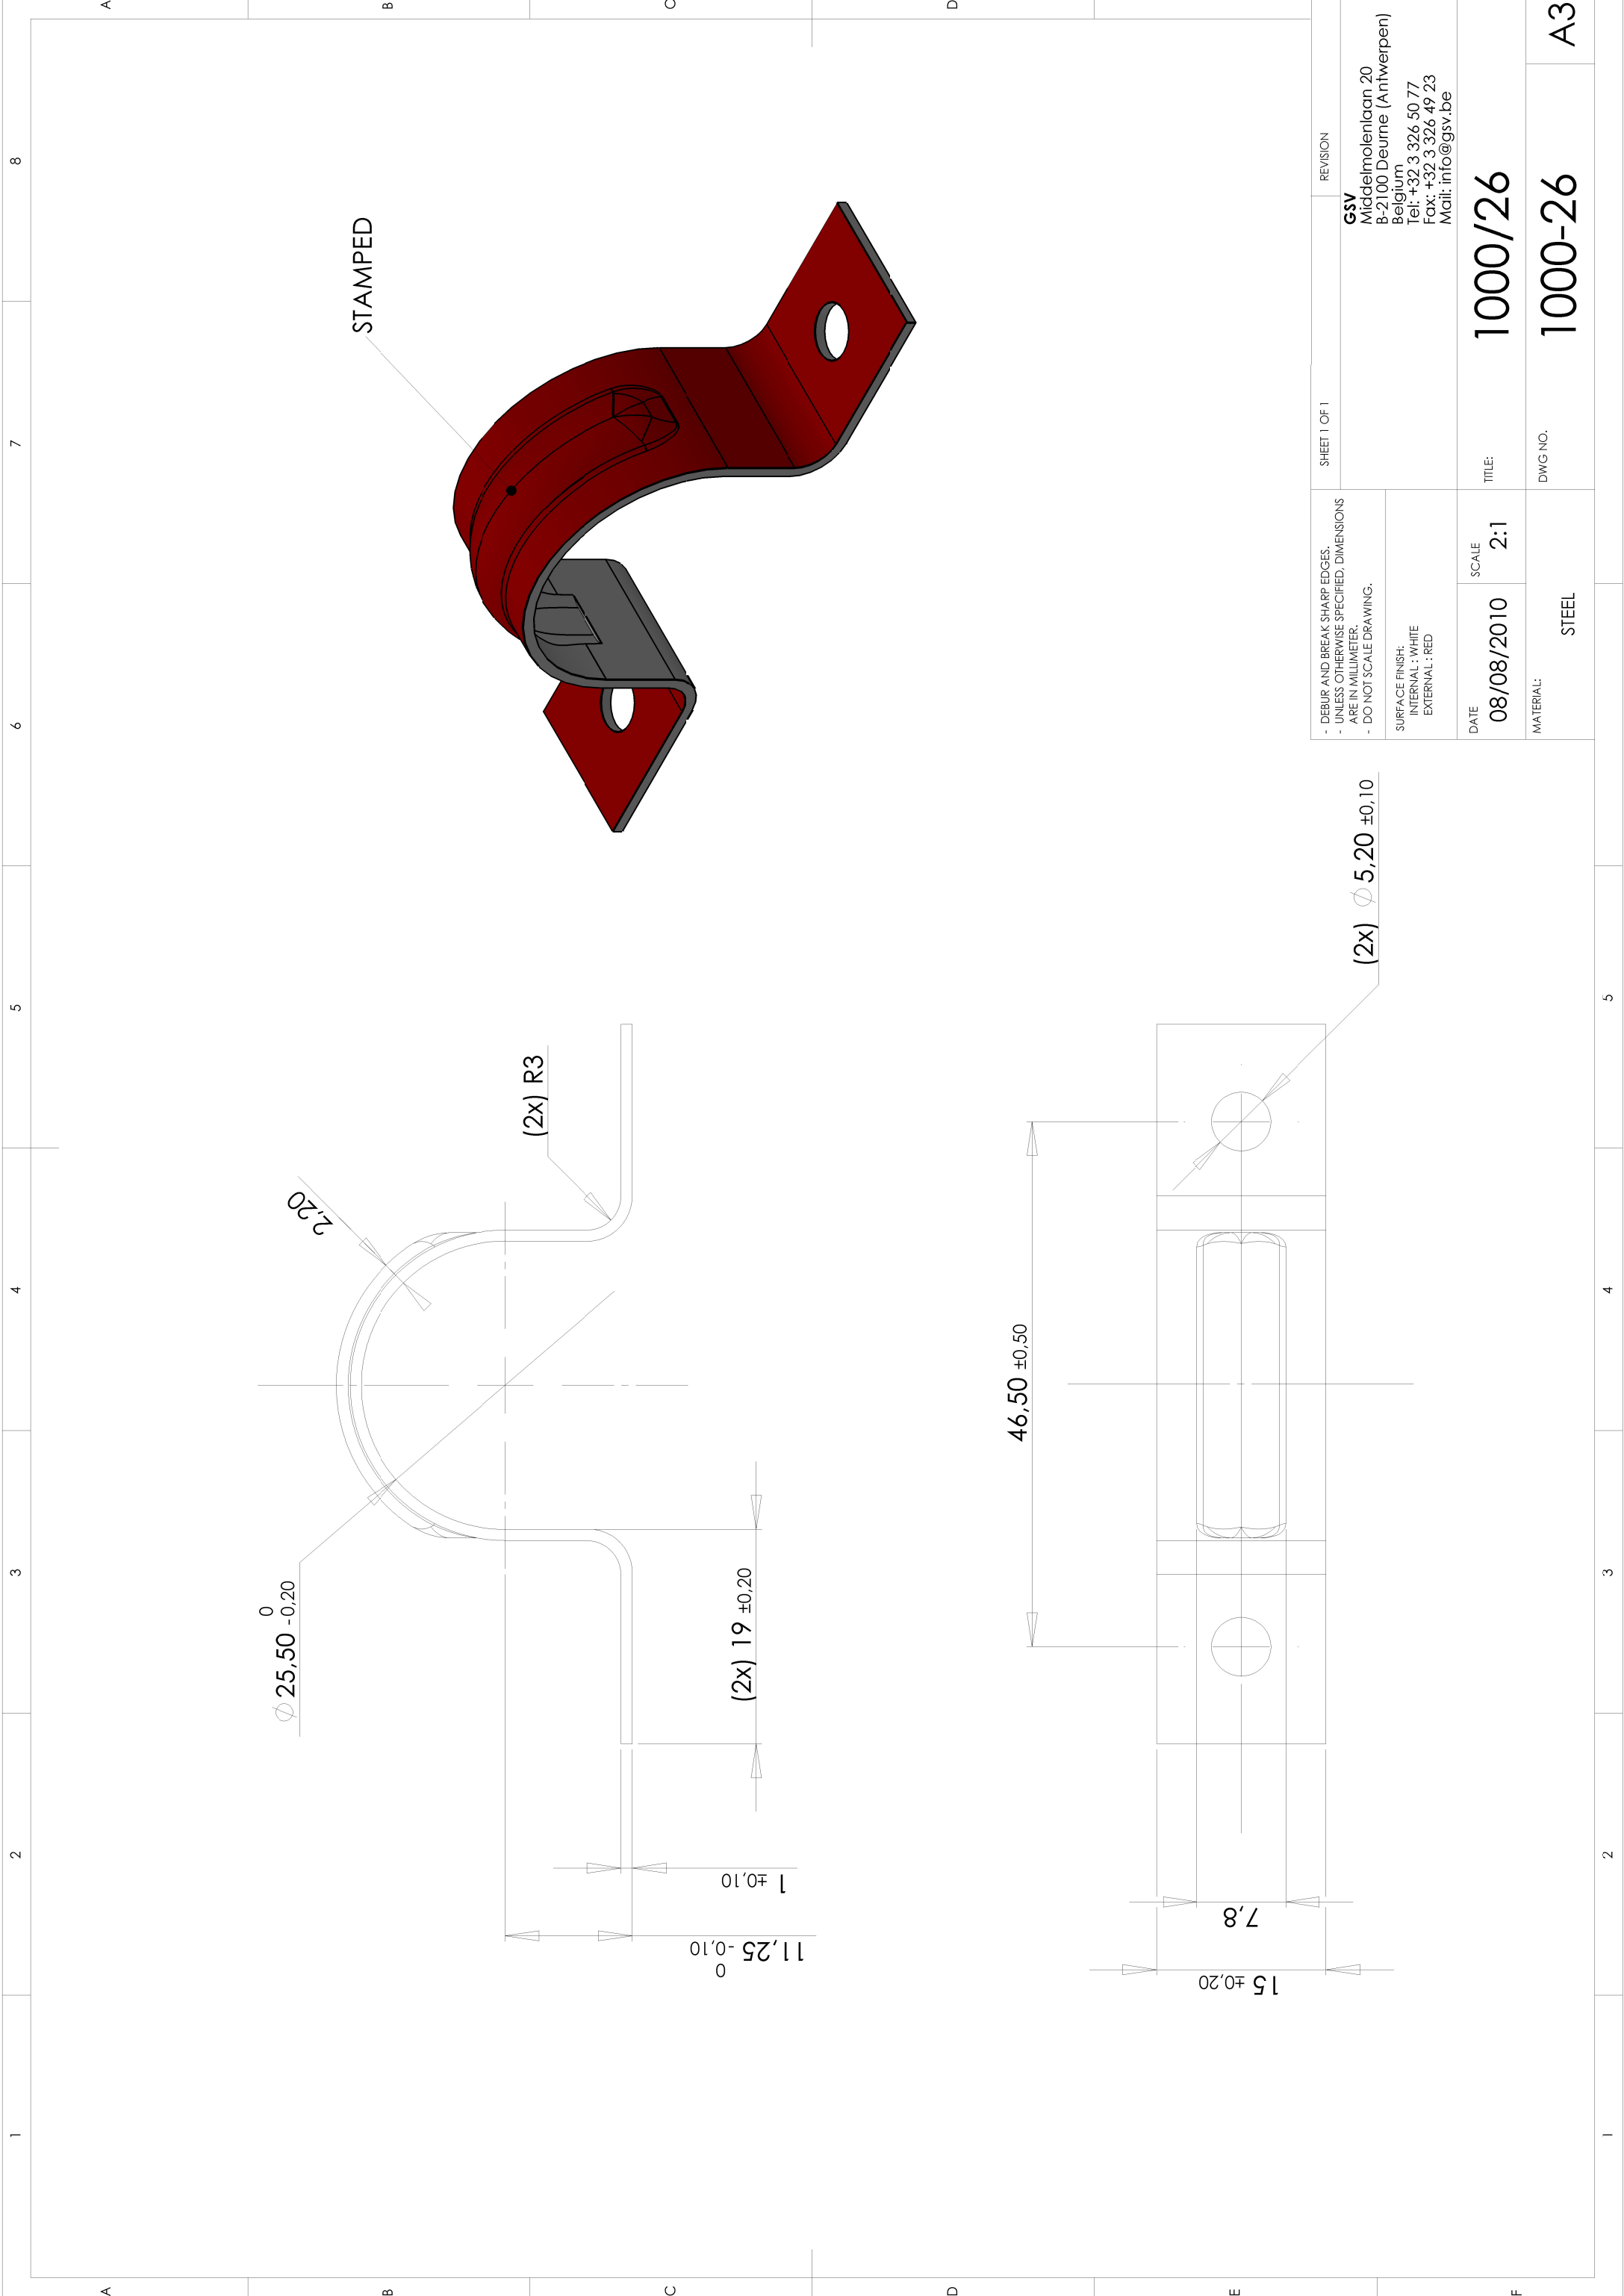 A
B
C
D
8
7
6
5
4
3
2
1
STAMPED
2,20
(2x) R3
0
∅ 25,50 -0,20
(2x) 19 ±0,20
1 ±0,10
0
11,25 -0,10
46,50 ±0,50
(2x) ∅ 5,20 ±0,10
7,8
15 ±0,20
- DEBUR AND BREAK SHARP EDGES.
- UNLESS OTHERWISE SPECIFIED, DIMENSIONS
ARE IN MILLIMETER.
- DO NOT SCALE DRAWING.
SURFACE FINISH:
INTERNAL : WHITE
EXTERNAL : RED
SHEET 1 OF 1
REVISION
GSV
Middelmolenlaan 20
B-2100 Deurne (Antwerpen)
Belgium
Tel: +32 3 326 50 77
Fax: +32 3 326 49 23
Mail: info@gsv.be
DATE
08/08/2010
SCALE
2:1
TITLE:
1000/26
MATERIAL:
STEEL
DWG NO.
1000-26
A3
5
4
3
2
1
A
B
C
D
E
F